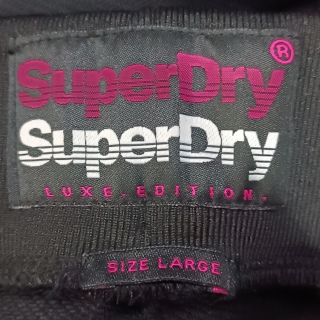 SuperDry®
SuperDry
LUXE.EDITION.
SIZE LARGE